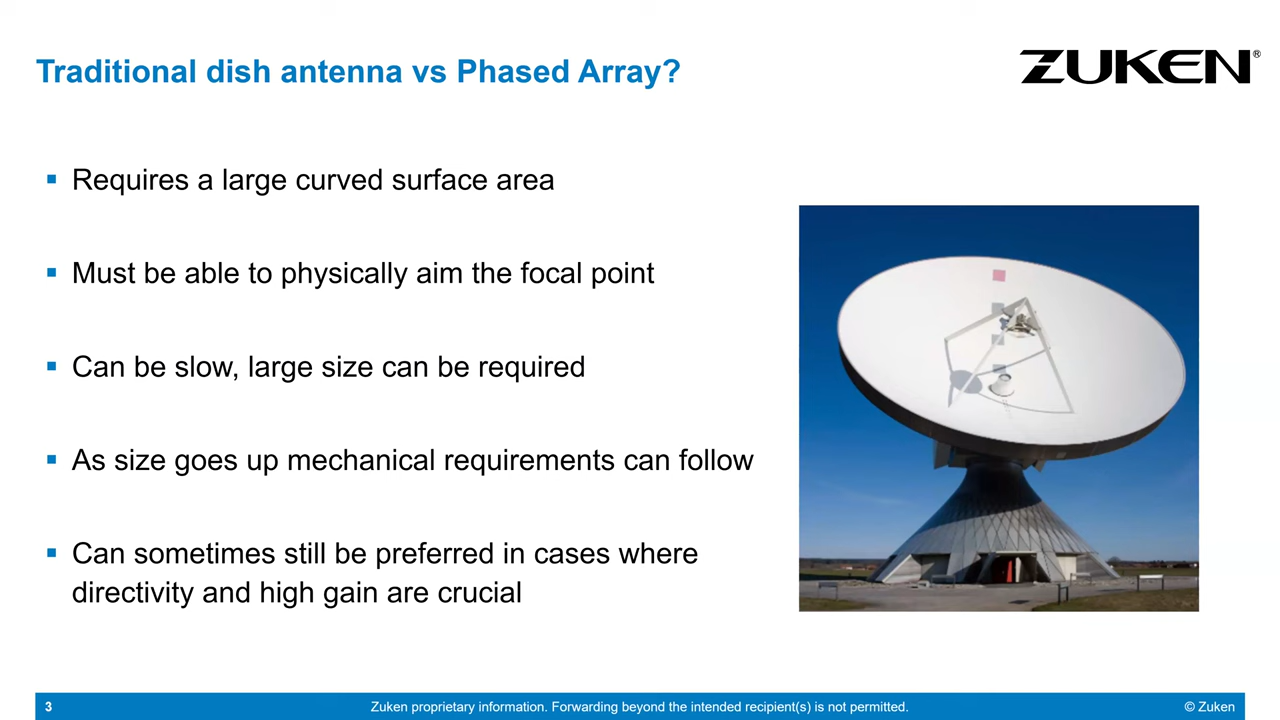 Traditional dish antenna vs Phased Array?
ZUKEN®
Requires a large curved surface area
Must be able to physically aim the focal point
Can be slow, large size can be required
As size goes up mechanical requirements can follow
Can sometimes still be preferred in cases where
directivity and high gain are crucial
3
Zuken proprietary information. Forwarding beyond the intended recipient(s) is not permitted.
© Zuken